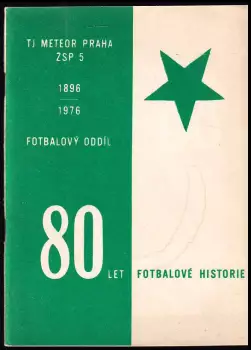 TJ METEOR PRAHA
ŽSP 5
1896
1976
FOTBALOVÝ ODDÍL
80 LET FOTBALOVÉ HISTORIE